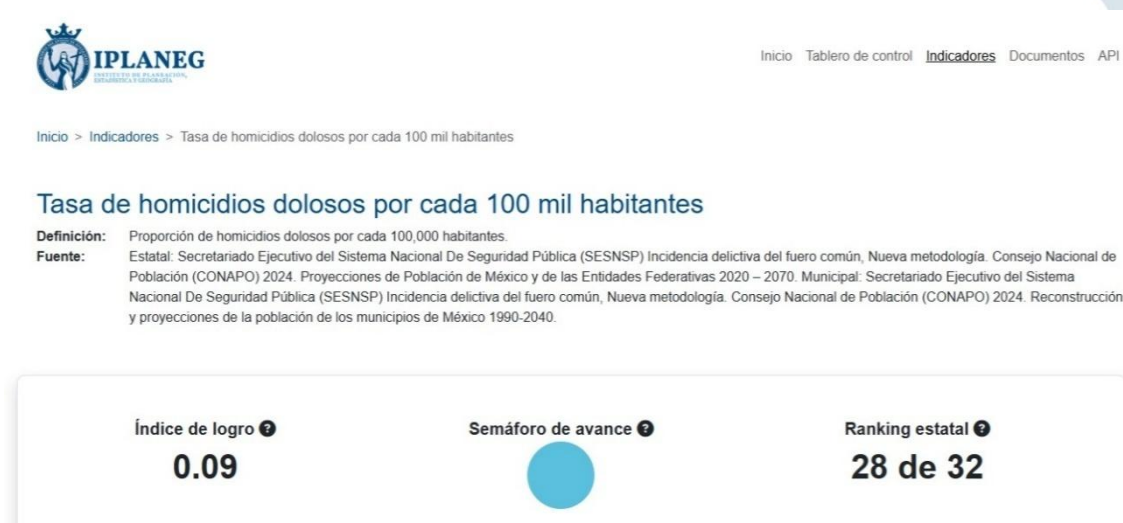 IPLANEG
INSTITUTO DE PLANEACIÓN,
ESTADÍSTICA Y GEOGRAFÍA
Inicio Tablero de control Indicadores Documentos API
Inicio > Indicadores > Tasa de homicidios dolosos por cada 100 mil habitantes
Tasa de homicidios dolosos por cada 100 mil habitantes
Definición: Proporción de homicidios dolosos por cada 100,000 habitantes.
Fuente: Estatal: Secretariado Ejecutivo del Sistema Nacional De Seguridad Pública (SESNSP) Incidencia delictiva del fuero común, Nueva metodología. Consejo Nacional de
Población (CONAPO) 2024. Proyecciones de Población de México y de las Entidades Federativas 2020 – 2070. Municipal: Secretariado Ejecutivo del Sistema
Nacional De Seguridad Pública (SESNSP) Incidencia delictiva del fuero común, Nueva metodología. Consejo Nacional de Población (CONAPO) 2024. Reconstrucción
y proyecciones de la población de los municipios de México 1990-2040.
Índice de logro ? Semáforo de avance ? Ranking estatal ?
0.09 28 de 32